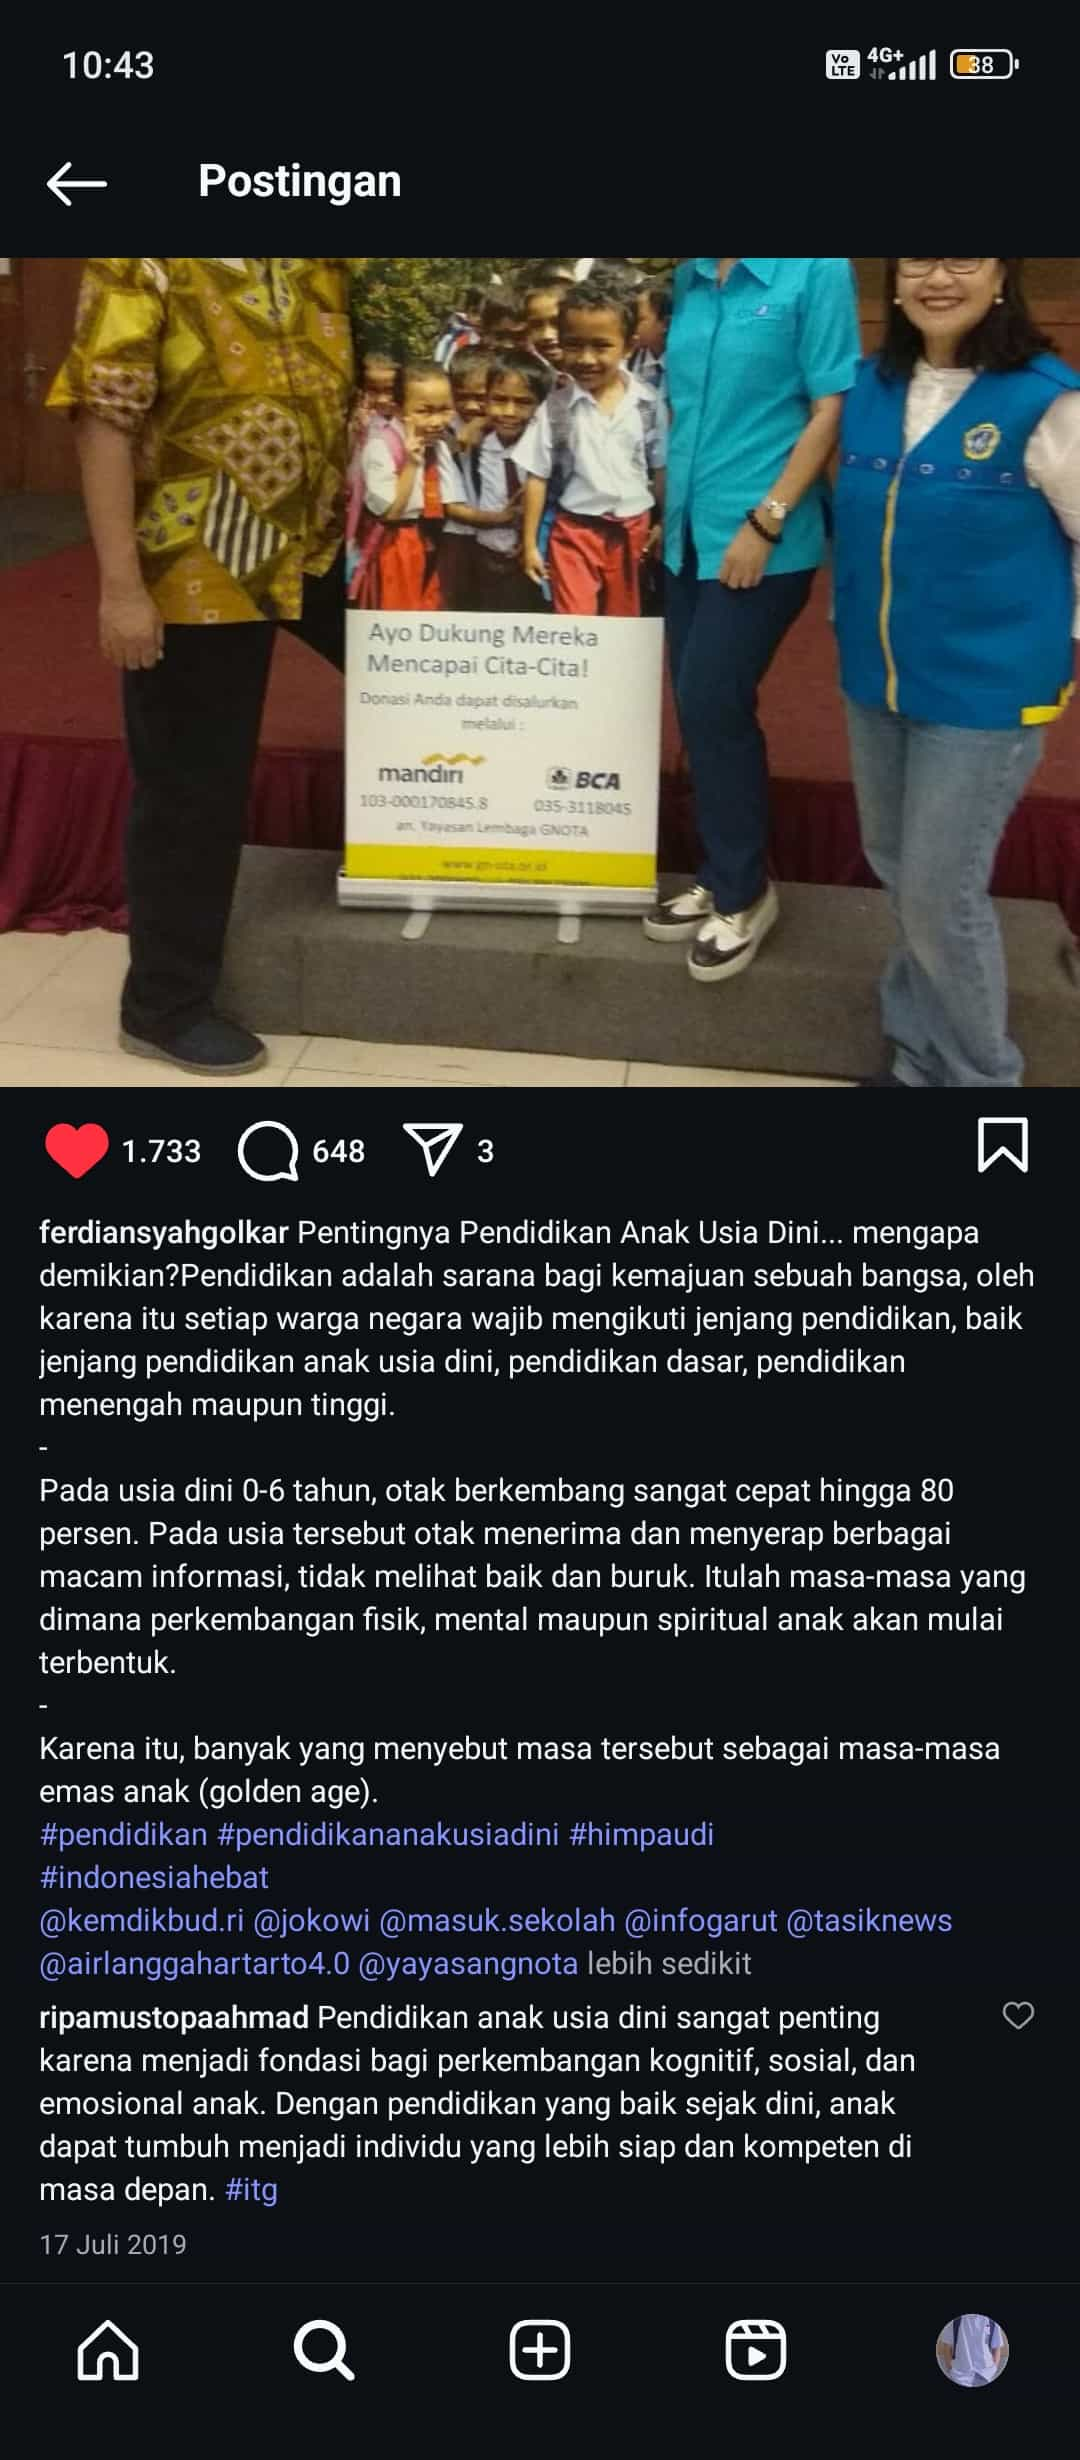 10:43
Vo LTE 4G+ 38
Postingan
Ayo Dukung Mereka
Mencapai Cita-Cita!
Donasi Anda dapat disalurkan
melalui :
mandiri BCA
103-000170845.8 035-3118045
an. Yayasan Lembaga GNOTA
1.733 648 3
ferdiansyahgolkar Pentingnya Pendidikan Anak Usia Dini... mengapa
demikian?Pendidikan adalah sarana bagi kemajuan sebuah bangsa, oleh
karena itu setiap warga negara wajib mengikuti jenjang pendidikan, baik
jenjang pendidikan anak usia dini, pendidikan dasar, pendidikan
menengah maupun tinggi.
-
Pada usia dini 0-6 tahun, otak berkembang sangat cepat hingga 80
persen. Pada usia tersebut otak menerima dan menyerap berbagai
macam informasi, tidak melihat baik dan buruk. Itulah masa-masa yang
dimana perkembangan fisik, mental maupun spiritual anak akan mulai
terbentuk.
-
Karena itu, banyak yang menyebut masa tersebut sebagai masa-masa
emas anak (golden age).
#pendidikan #pendidikananakusiadini #himpaudi
#indonesiahebat
@kemdikbud.ri @jokowi @masuk.sekolah @infogarut @tasiknews
@airlanggahartarto4.0 @yayasangnota lebih sedikit
ripamustopaahmad Pendidikan anak usia dini sangat penting
karena menjadi fondasi bagi perkembangan kognitif, sosial, dan
emosional anak. Dengan pendidikan yang baik sejak dini, anak
dapat tumbuh menjadi individu yang lebih siap dan kompeten di
masa depan. #itg
17 Juli 2019